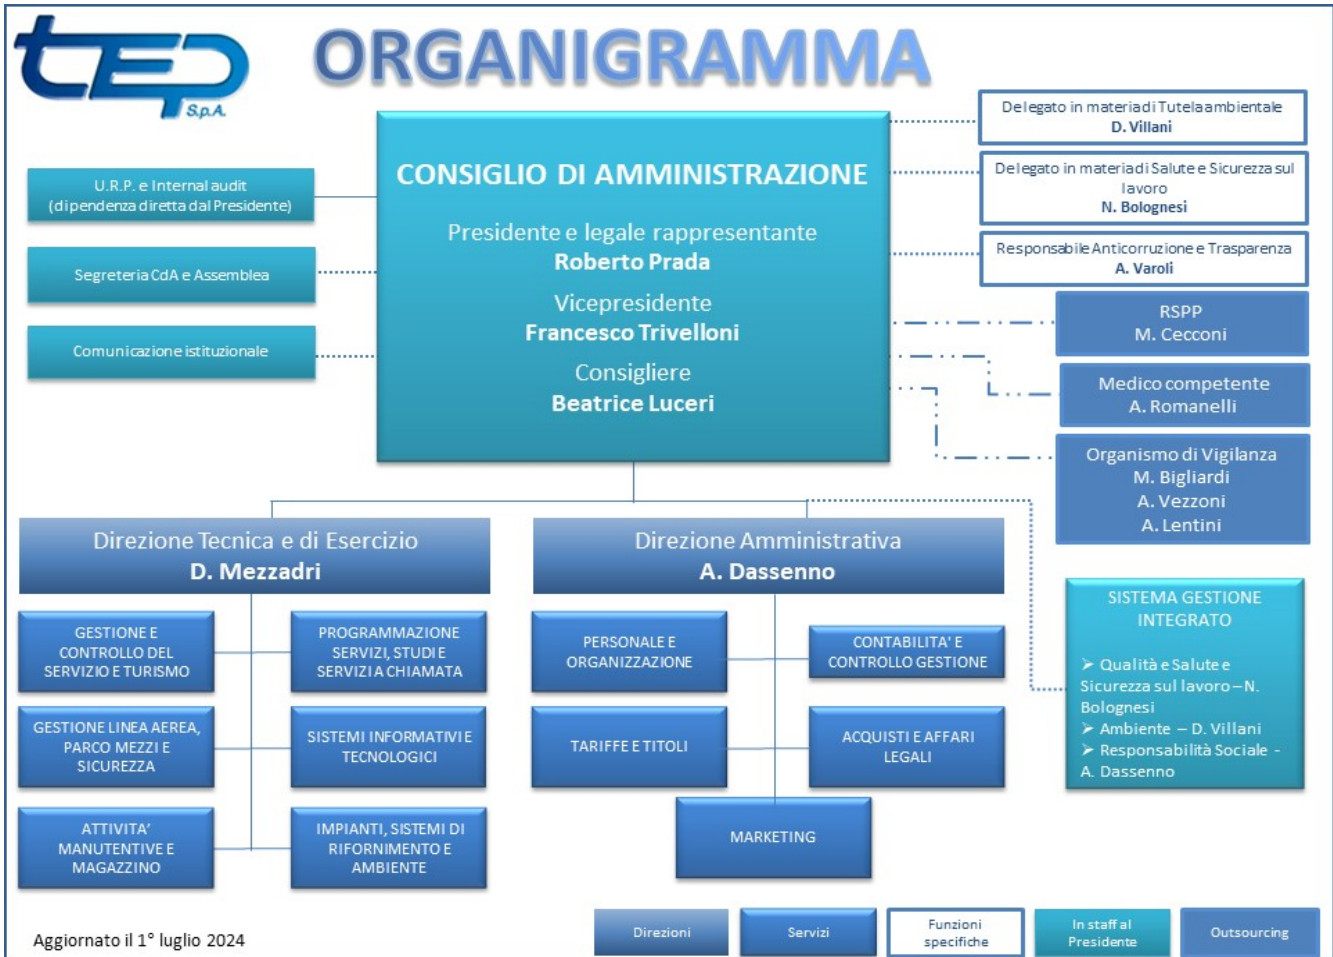 tEP
S.p.A.
ORGANIGRAMMA
CONSIGLIO DI AMMINISTRAZIONE
Presidente e legale rappresentante
Roberto Prada
Vicepresidente
Francesco Trivelloni
Consigliere
Beatrice Luceri
U.R.P. e Internal audit
(dipendenza diretta dal Presidente)
Segreteria CdA e Assemblea
Comunicazione istituzionale
Delegato in materia di Tutela ambientale
D. Villani
Delegato in materia di Salute e Sicurezza sul
lavoro
N. Bolognesi
Responsabile Anticorruzione e Trasparenza
A. Varoli
RSPP
M. Cecconi
Medico competente
A. Romanelli
Organismo di Vigilanza
M. Bigliardi
A. Vezzoni
A. Lentini
Direzione Tecnica e di Esercizio
D. Mezzadri
Direzione Amministrativa
A. Dassenno
GESTIONE E
CONTROLLO DEL
SERVIZIO E TURISMO
PROGRAMMAZIONE
SERVIZI, STUDI E
SERVIZI A CHIAMATA
GESTIONE LINEA AEREA,
PARCO MEZZI E
SICUREZZA
SISTEMI INFORMATIVI E
TECNOLOGICI
ATTIVITA’
MANUTENTIVE E
MAGAZZINO
IMPIANTI, SISTEMI DI
RIFORNIMENTO E
AMBIENTE
PERSONALE E
ORGANIZZAZIONE
CONTABILITA' E
CONTROLLO GESTIONE
TARIFFE E TITOLI
ACQUISTI E AFFARI
LEGALI
MARKETING
SISTEMA GESTIONE
INTEGRATO
➢ Qualità e Salute e
Sicurezza sul lavoro – N.
Bolognesi
➢ Ambiente – D. Villani
➢ Responsabilità Sociale -
A. Dassenno
Aggiornato il 1° luglio 2024
Direzioni
Servizi
Funzioni
specifiche
In staff al
Presidente
Outsourcing